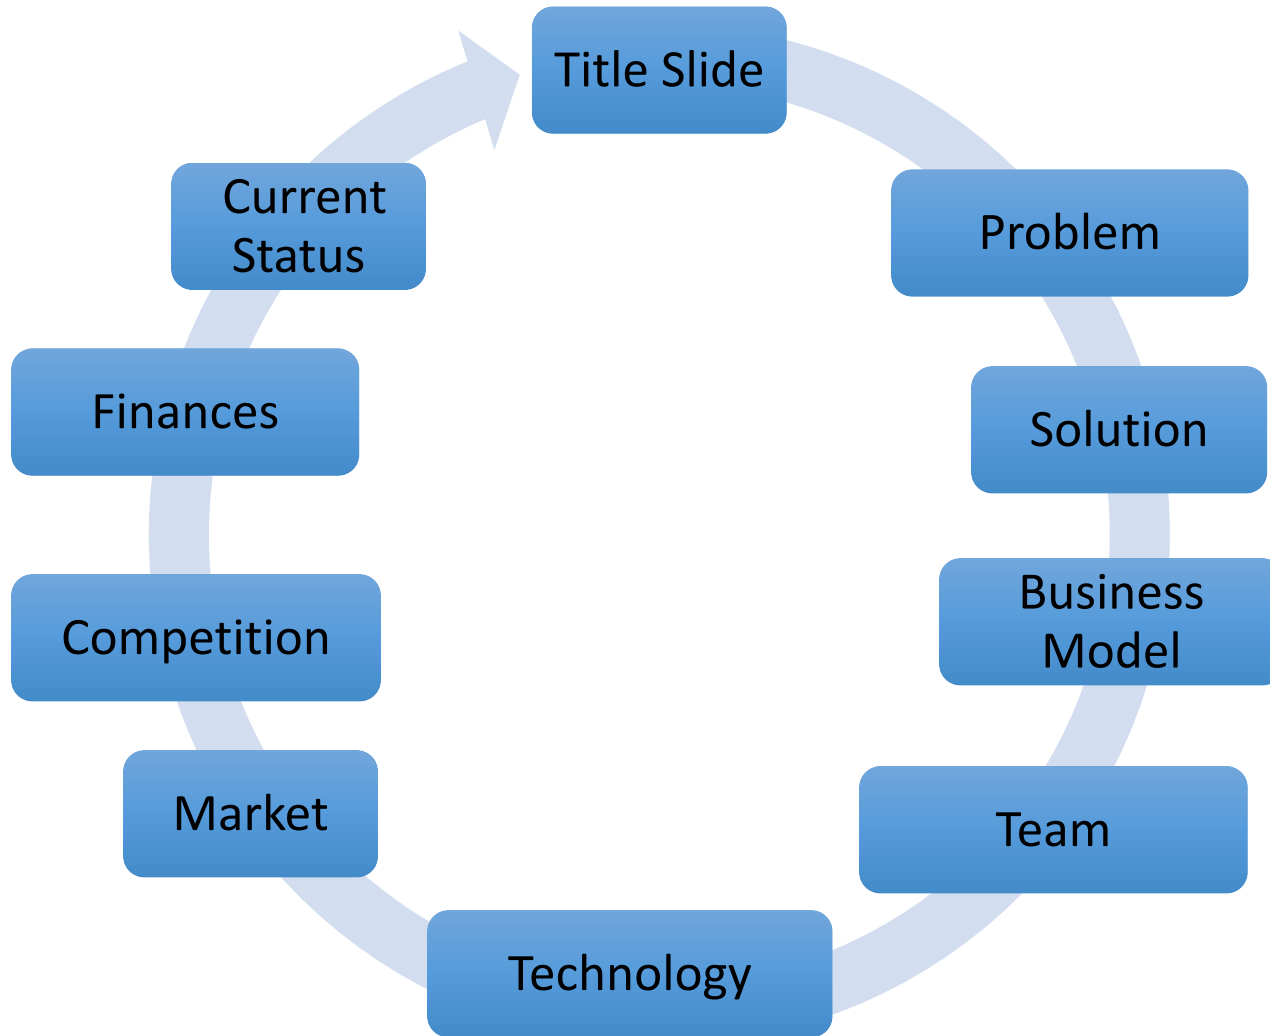 Title Slide
Problem
Solution
Business
Model
Team
Technology
Market
Competition
Finances
Current
Status